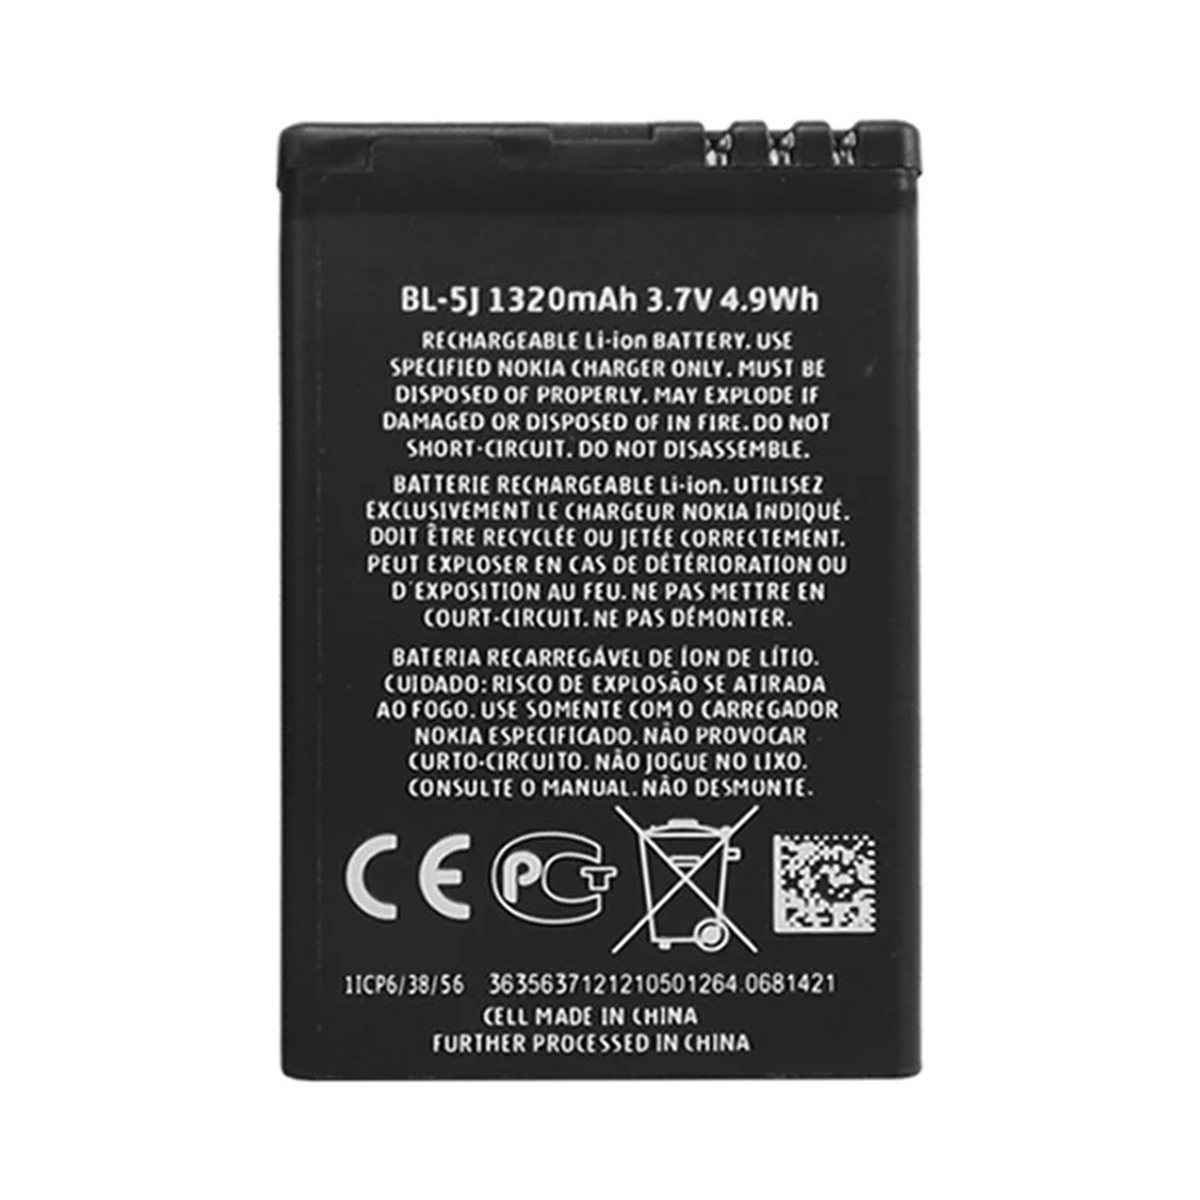 BL-5J 1320mAh 3.7V 4.9Wh
RECHARGEABLE Li-ion BATTERY. USE
SPECIFIED NOKIA CHARGER ONLY. MUST BE
DISPOSED OF PROPERLY. MAY EXPLODE IF
DAMAGED OR DISPOSED OF IN FIRE. DO NOT
SHORT-CIRCUIT. DO NOT DISASSEMBLE.
BATTERIE RECHARGEABLE Li-ion. UTILISEZ
EXCLUSIVEMENT LE CHARGEUR NOKIA INDIQUÉ.
DOIT ÊTRE RECYCLÉE OU JETÉE CORRECTEMENT.
PEUT EXPLOSER EN CAS DE DÉTÉRIORATION OU
D'EXPOSITION AU FEU. NE PAS METTRE EN
COURT-CIRCUIT. NE PAS DÉMONTER.
BATERIA RECARREGÁVEL DE ÍON DE LÍTIO.
CUIDADO: RISCO DE EXPLOSÃO SE ATIRADA
AO FOGO. USE SOMENTE COM O CARREGADOR
NOKIA ESPECIFICADO. NÃO PROVOCAR
CURTO-CIRCUITO. NÃO JOGUE NO LIXO.
CONSULTE O MANUAL. NÃO DESMONTE.
CE PCT
1ICP6/38/56 3635637121210501264.0681421
CELL MADE IN CHINA
FURTHER PROCESSED IN CHINA